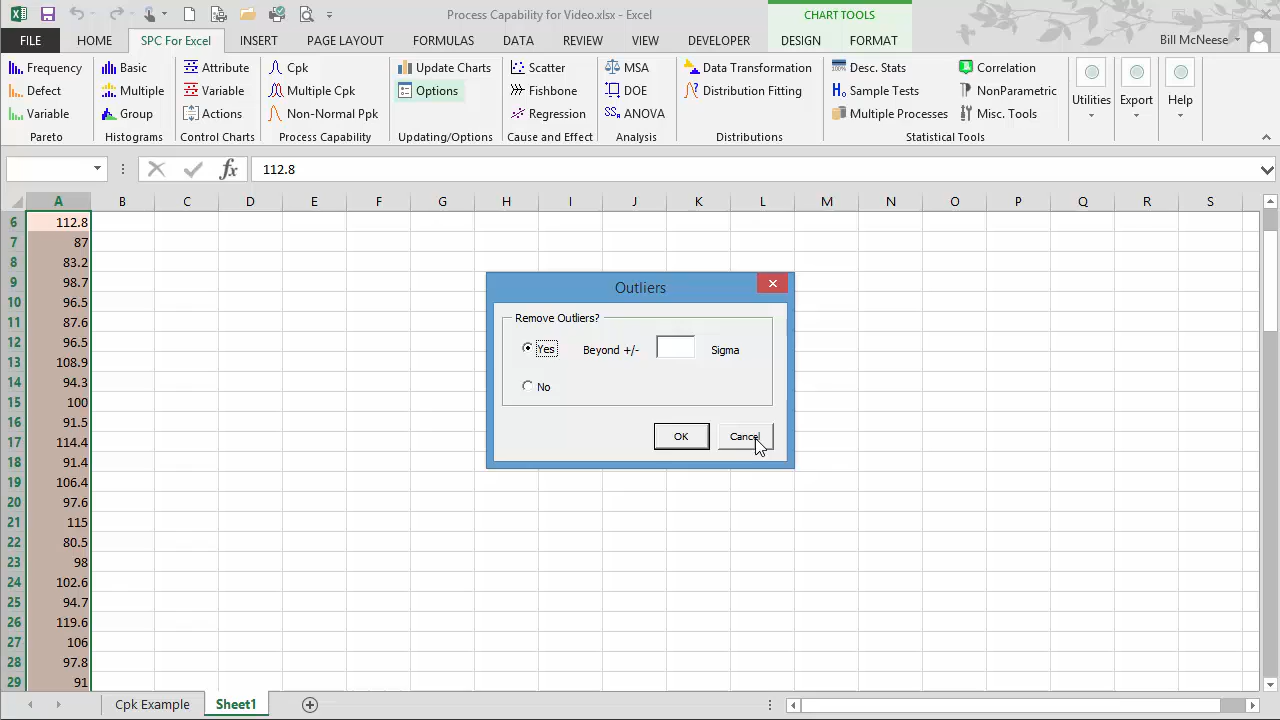 Process Capability for Video.xlsx - Excel
CHART TOOLS
FILE HOME SPC For Excel INSERT PAGE LAYOUT FORMULAS DATA REVIEW VIEW DEVELOPER DESIGN FORMAT Bill McNeese
Frequency Basic Attribute Cpk Update Charts Scatter MSA Data Transformation Desc. Stats Correlation
Defect Multiple Variable Multiple Cpk Options Fishbone DOE Distribution Fitting Sample Tests NonParametric Utilities Export Help
Variable Group Actions Non-Normal Ppk Regression ANOVA Multiple Processes Misc. Tools
Pareto Histograms Control Charts Process Capability Updating/Options Cause and Effect Analysis Distributions Statistical Tools
fx 112.8
A B C D E F G H I J K L M N O P Q R S
6 112.8
7 87
8 83.2
9 98.7
10 96.5
11 87.6
12 96.5
13 108.9
14 94.3
15 100
16 91.5
17 114.4
18 91.4
19 106.4
20 97.6
21 115
22 80.5
23 98
24 102.6
25 94.7
26 119.6
27 106
28 97.8
29 91
Outliers
Remove Outliers?
Yes Beyond +/- Sigma
No
OK Cancel
Cpk Example Sheet1